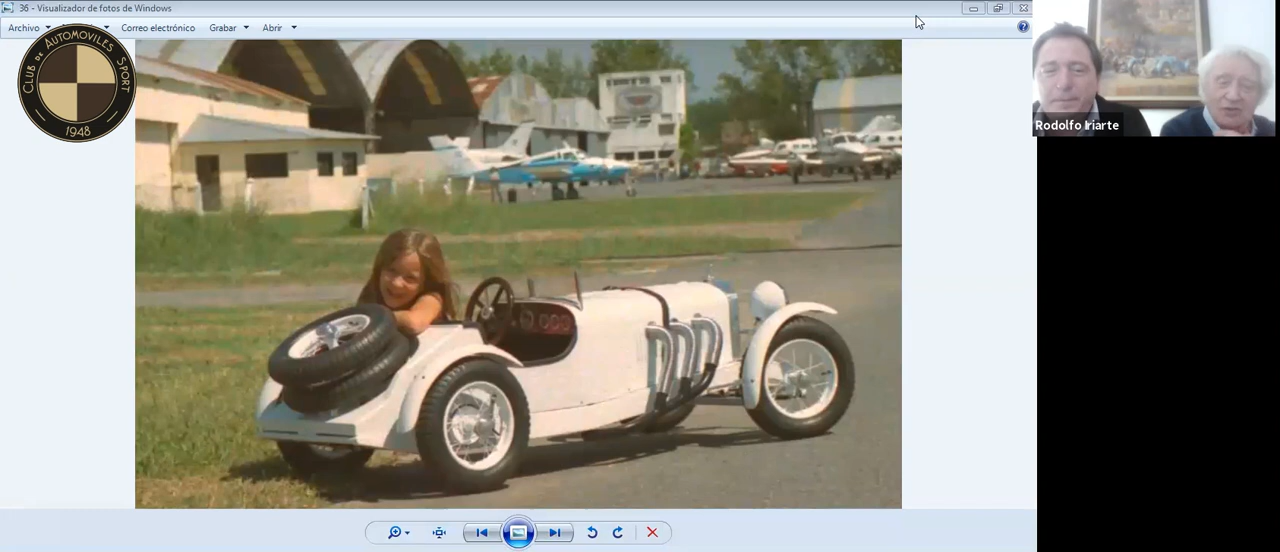 36 - Visualizador de fotos de Windows
Archivo
Correo electrónico
Grabar
Abrir
CLUB DE AUTOMOVILES SPORT
1948
Rodolfo Iriarte